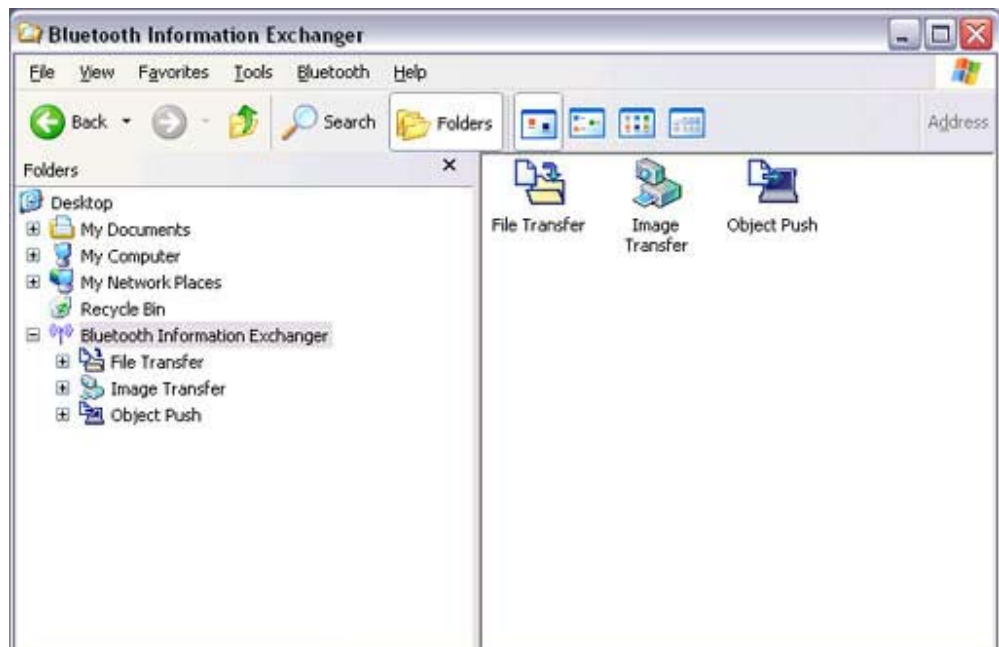 Bluetooth Information Exchanger
File View Favorites Tools Bluetooth Help
Back Search Folders Address
Folders
Desktop
My Documents
My Computer
My Network Places
Recycle Bin
Bluetooth Information Exchanger
File Transfer
Image Transfer
Object Push
File Transfer Image Object Push
Transfer